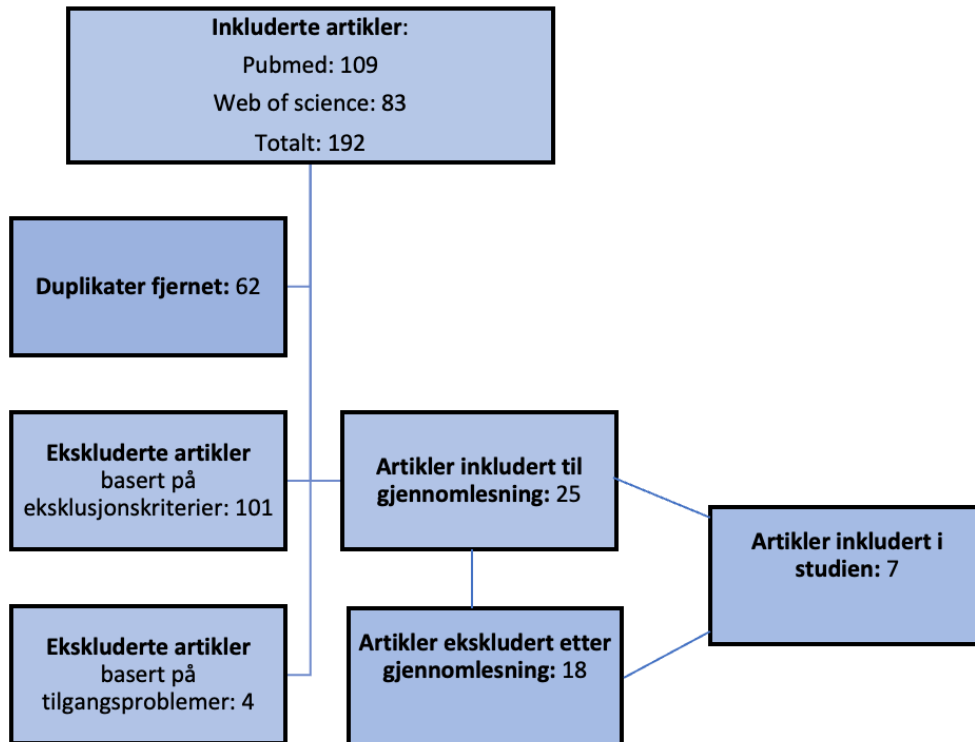 Inkluderte artikler:
Pubmed: 109
Web of science: 83
Totalt: 192
Duplikater fjernet: 62
Ekskluderte artikler
basert på
eksklusjonskriterier: 101
Artikler inkludert til
gjennomlesning: 25
Artikler inkludert i
studien: 7
Ekskluderte artikler
basert på
tilgangsproblemer: 4
Artikler ekskludert etter
gjennomlesning: 18